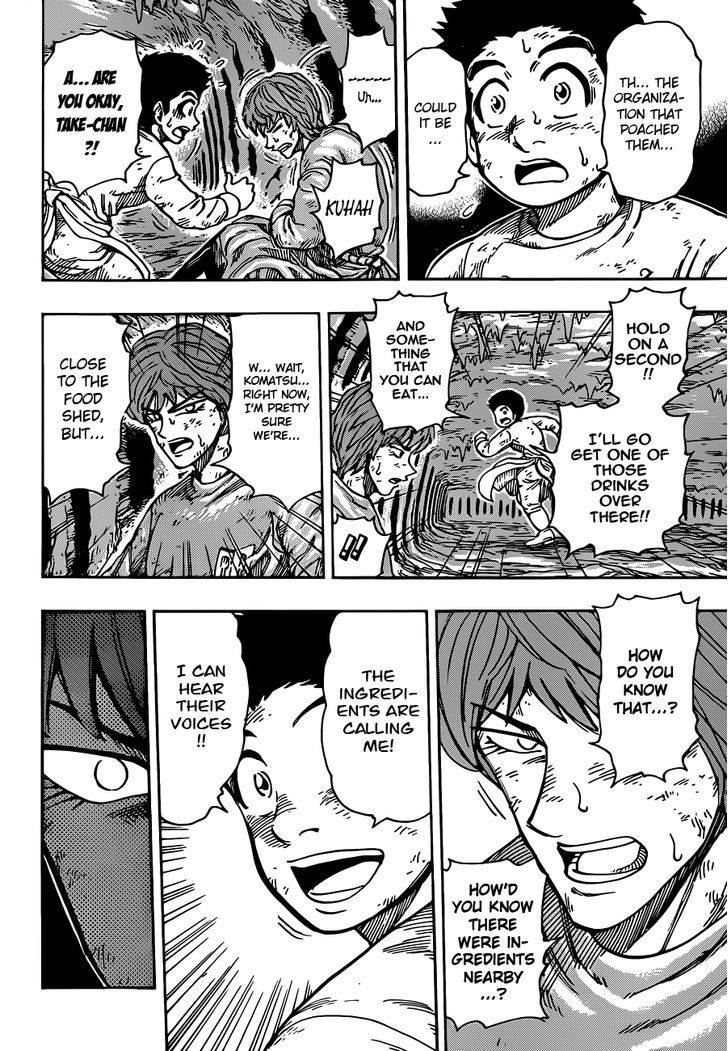 TH... THE
ORGANIZA-
TION THAT
POACHED
THEM...
COULD
IT BE
...
~~~~~~
Uh...
A... ARE
YOU OKAY,
TAKE-CHAN
?!
KUHAH
HOLD
ON A
SECOND
!!
I'LL GO
GET ONE OF
THOSE
DRINKS
OVER
THERE!!
AND
SOME-
THING
THAT
YOU CAN
EAT...
!!
W... WAIT,
KOMATSU...
RIGHT NOW,
I'M PRETTY
SURE
WE'RE...
CLOSE
TO THE
FOOD
SHED,
BUT...
HOW
DO YOU
KNOW
THAT...?
HOW'D
YOU KNOW
THERE
WERE IN-
GREDIENTS
NEARBY
...?
THE
INGREDI-
ENTS ARE
CALLING
ME!
I CAN
HEAR
THEIR
VOICES
!!